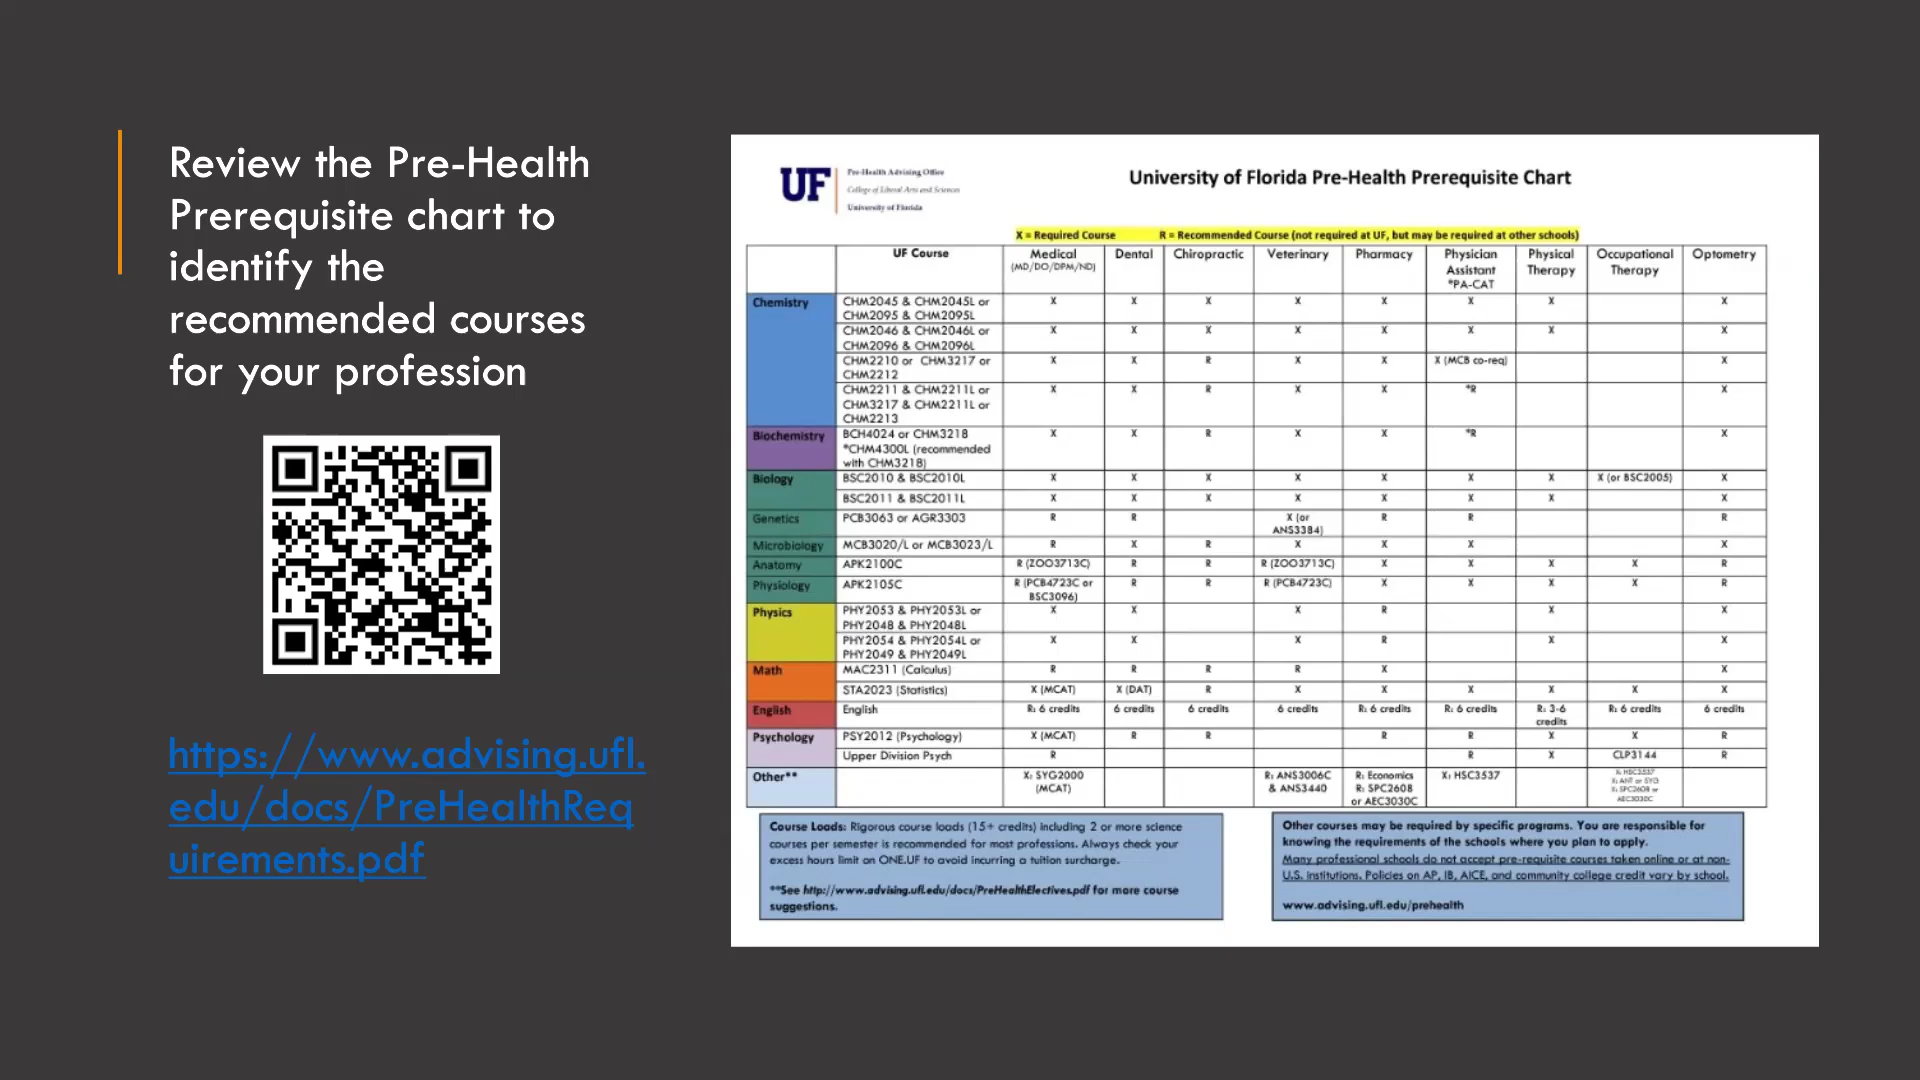 Review the Pre-Health
Prerequisite chart to
identify the
recommended courses
for your profession
https://www.advising.ufl.
edu/docs/PreHealthReq
uirements.pdf
UF
Pre-Health Advising Office
College of Liberal Arts and Sciences
University of Florida
University of Florida Pre-Health Prerequisite Chart
X = Required Course R = Recommended Course (not required at UF, but may be required at other schools)
UF Course Medical (MD/DO/DPM/ND) Dental Chiropractic Veterinary Pharmacy Physician Assistant *PA-CAT Physical Therapy Occupational Therapy Optometry
Chemistry CHM2045 & CHM2045L or CHM2095 & CHM2095L X X X X X X X X
CHM2046 & CHM2046L or CHM2096 & CHM2096L X X X X X X X X
CHM2210 or CHM3217 or CHM2212 X X R X X X (MCB co-req) X
CHM2211 & CHM2211L or CHM3217 & CHM2211L or CHM2213 X X R X X *R X
Biochemistry BCH4024 or CHM3218 *CHM4300L (recommended with CHM3218) X X R X X *R X
Biology BSC2010 & BSC2010L X X X X X X X X (or BSC2005) X
BSC2011 & BSC2011L X X X X X X X X
Genetics PCB3063 or AGR3303 R R X (or ANS3384) R R R
Microbiology MCB3020/L or MCB3023/L R X R X X X X
Anatomy APK2100C R (ZOO3713C) R R R (ZOO3713C) X X X X R
Physiology APK2105C R (PCB4723C or BSC3096) R R R (PCB4723C) X X X X R
Physics PHY2053 & PHY2053L or PHY2048 & PHY2048L X X X R X X
PHY2054 & PHY2054L or PHY2049 & PHY2049L X X X R X X
Math MAC2311 (Calculus) R R R R X X
STA2023 (Statistics) X (MCAT) X (DAT) R X X X X X X
English English R: 6 credits 6 credits 6 credits 6 credits R: 6 credits R: 6 credits R: 3-6 credits R: 6 credits 6 credits
Psychology PSY2012 (Psychology) X (MCAT) R R R R X X R
Upper Division Psych R R X CLP3144 R
Other** X: SYG2000 (MCAT) R: ANS3006C & ANS3440 R: Economics R: SPC2608 or AEC3030C X: HSC3537 X: HSC3537 X: ANT or SYG X: SPC2608 or AEC3030C
Course Loads: Rigorous course loads (15+ credits) including 2 or more science
courses per semester is recommended for most professions. Always check your
excess hours limit on ONE.UF to avoid incurring a tuition surcharge.
**See http://www.advising.ufl.edu/docs/PreHealthElectives.pdf for more course
suggestions.
Other courses may be required by specific programs. You are responsible for
knowing the requirements of the schools where you plan to apply.
Many professional schools do not accept pre-requisite courses taken online or at non-
U.S. institutions. Policies on AP, IB, AICE, and community college credit vary by school.
www.advising.ufl.edu/prehealth